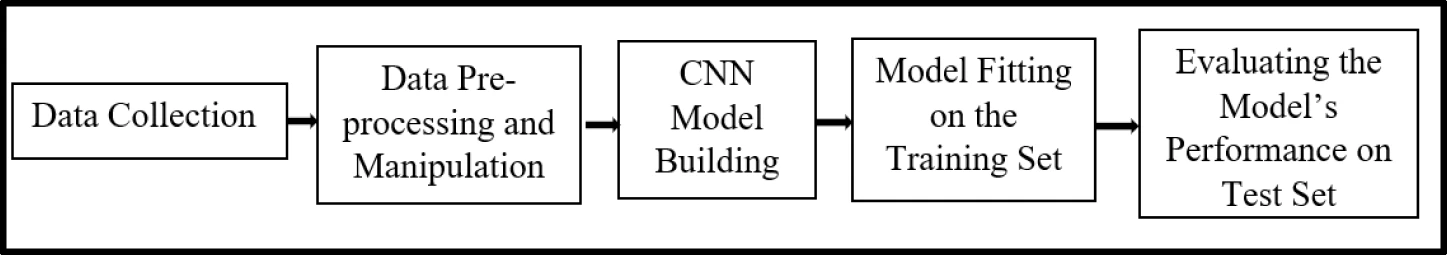 Data Collection
Data Pre-
processing and
Manipulation
CNN
Model
Building
Model Fitting
on the
Training Set
Evaluating the
Model’s
Performance on
Test Set